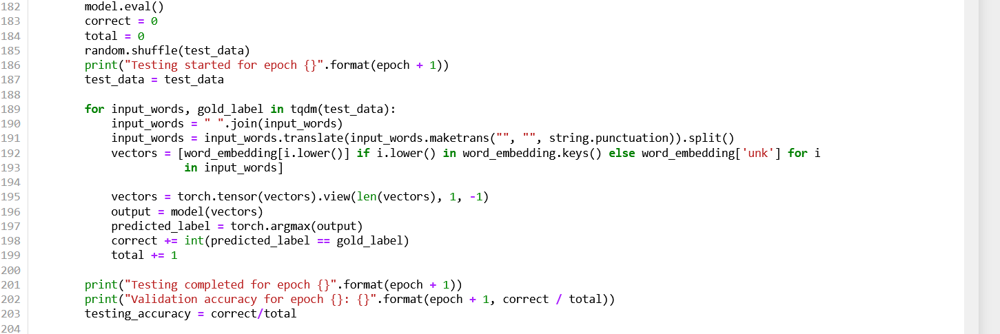 182 model.eval()
183 correct = 0
184 total = 0
185 random.shuffle(test_data)
186 print("Testing started for epoch {}".format(epoch + 1))
187 test_data = test_data
188
189 for input_words, gold_label in tqdm(test_data):
190 input_words = " ".join(input_words)
191 input_words = input_words.translate(input_words.maketrans("", "", string.punctuation)).split()
192 vectors = [word_embedding[i.lower()] if i.lower() in word_embedding.keys() else word_embedding['unk'] for i
193 in input_words]
194
195 vectors = torch.tensor(vectors).view(len(vectors), 1, -1)
196 output = model(vectors)
197 predicted_label = torch.argmax(output)
198 correct += int(predicted_label == gold_label)
199 total += 1
200
201 print("Testing completed for epoch {}".format(epoch + 1))
202 print("Validation accuracy for epoch {}: {}".format(epoch + 1, correct / total))
203 testing_accuracy = correct/total
204